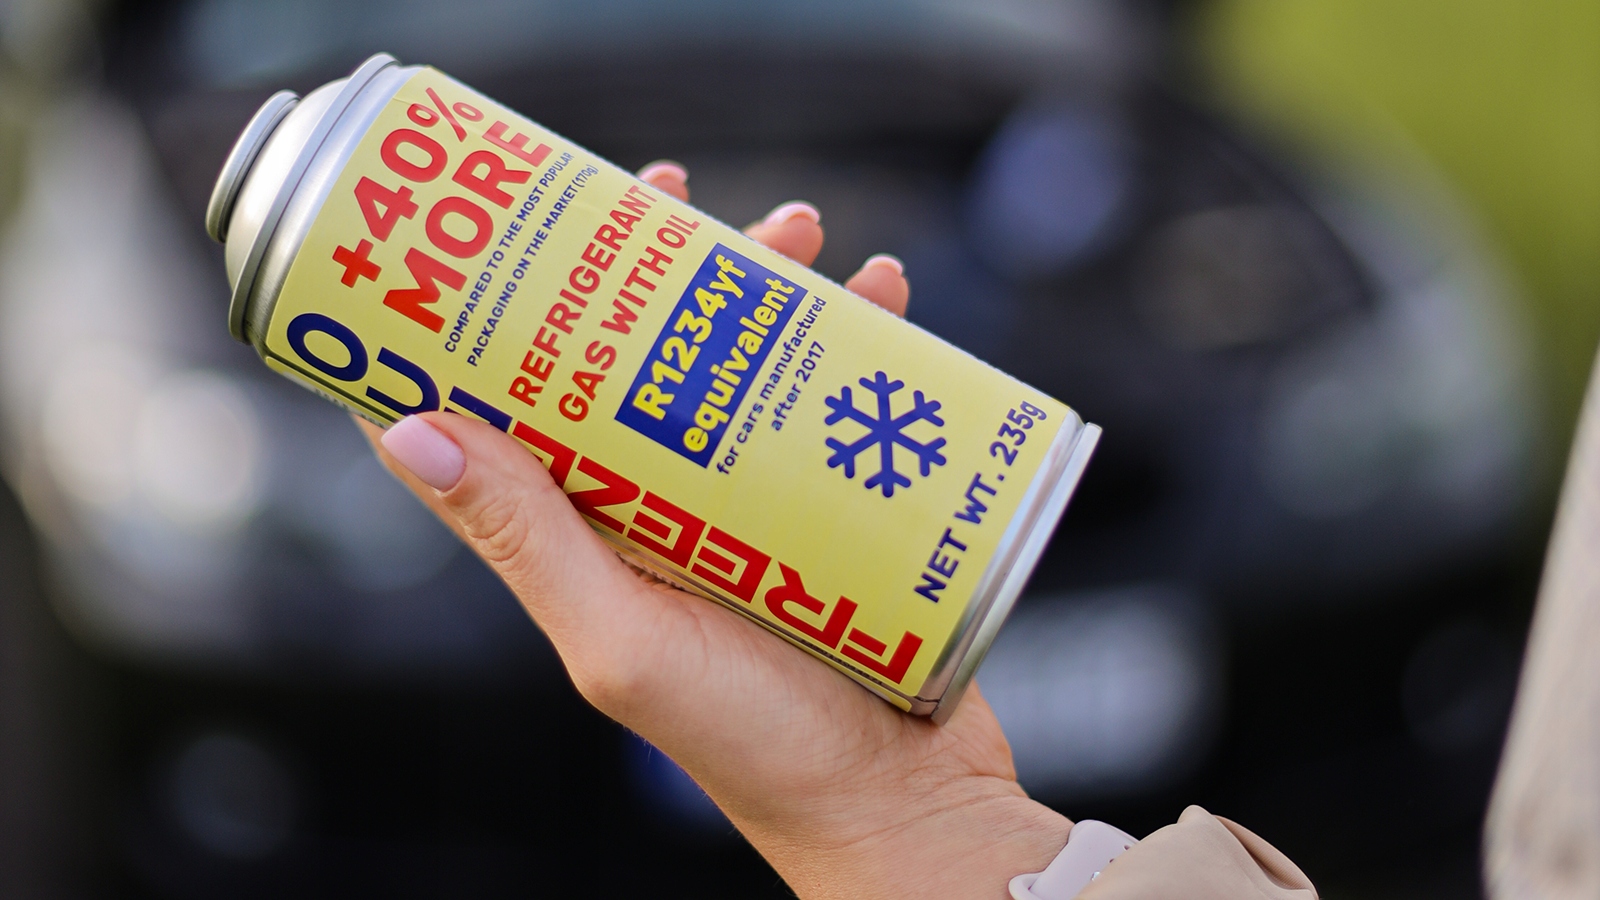 +40%
MORE
COMPARED TO THE MOST POPULAR
PACKAGING ON THE MARKET (170g)
REFRIGERANT
GAS WITH OIL
R1234yf
equivalent
for cars manufactured
after 2017
NET WT. 235g